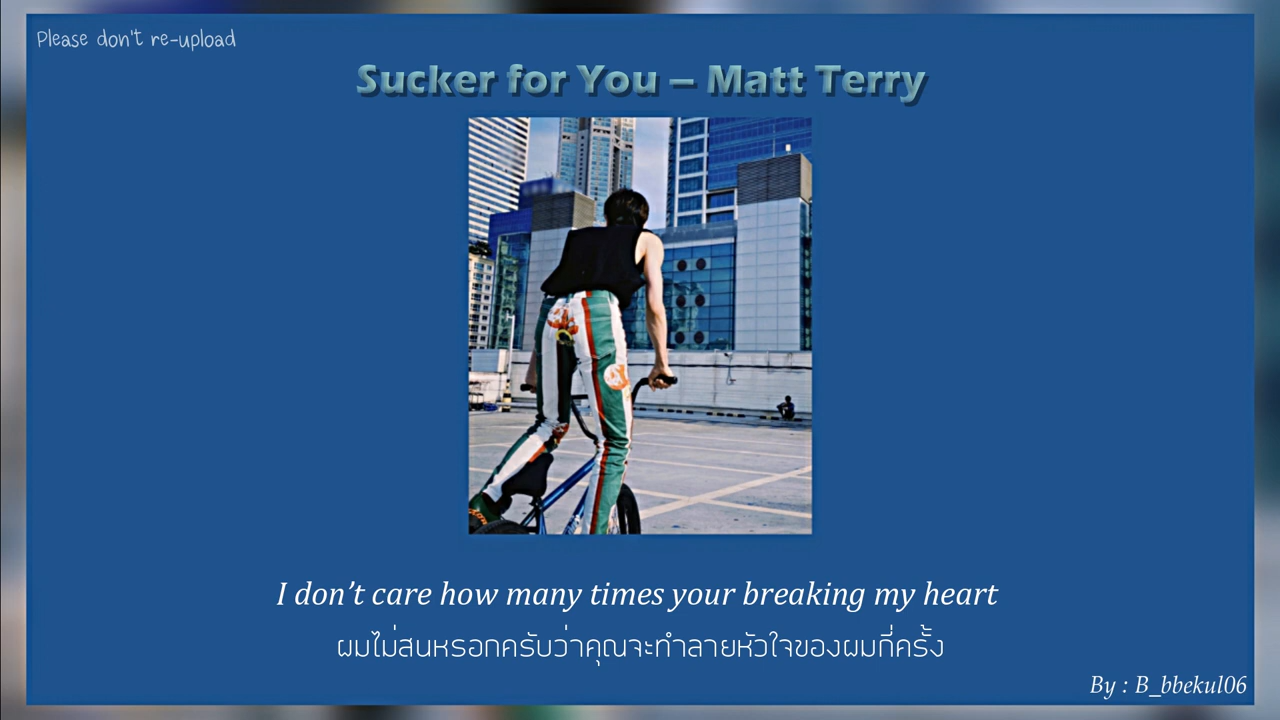 Please don't re-upload
Sucker for You – Matt Terry
I don’t care how many times your breaking my heart
ผมไม่สนหรอกครับว่าคุณจะทำลายหัวใจของผมกี่ครั้ง
By : B_bbekul06